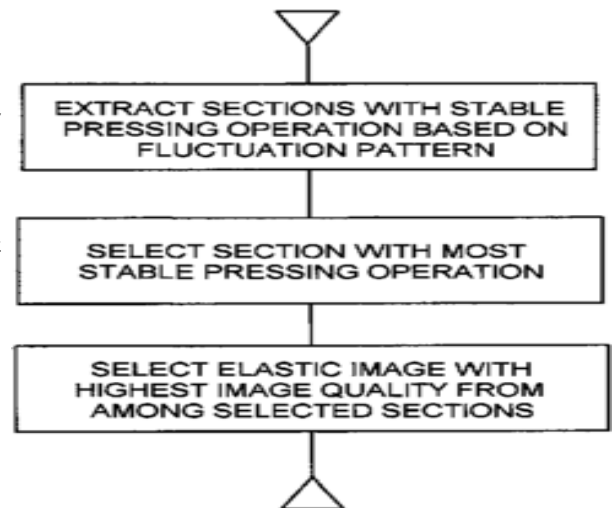 EXTRACT SECTIONS WITH STABLE
PRESSING OPERATION BASED ON
FLUCTUATION PATTERN
SELECT SECTION WITH MOST
STABLE PRESSING OPERATION
SELECT ELASTIC IMAGE WITH
HIGHEST IMAGE QUALITY FROM
AMONG SELECTED SECTIONS